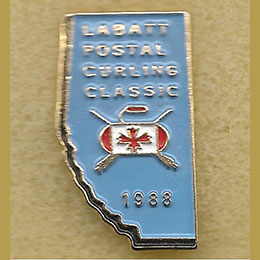 LABATT
POSTAL
CURLING
CLASSIC
1988